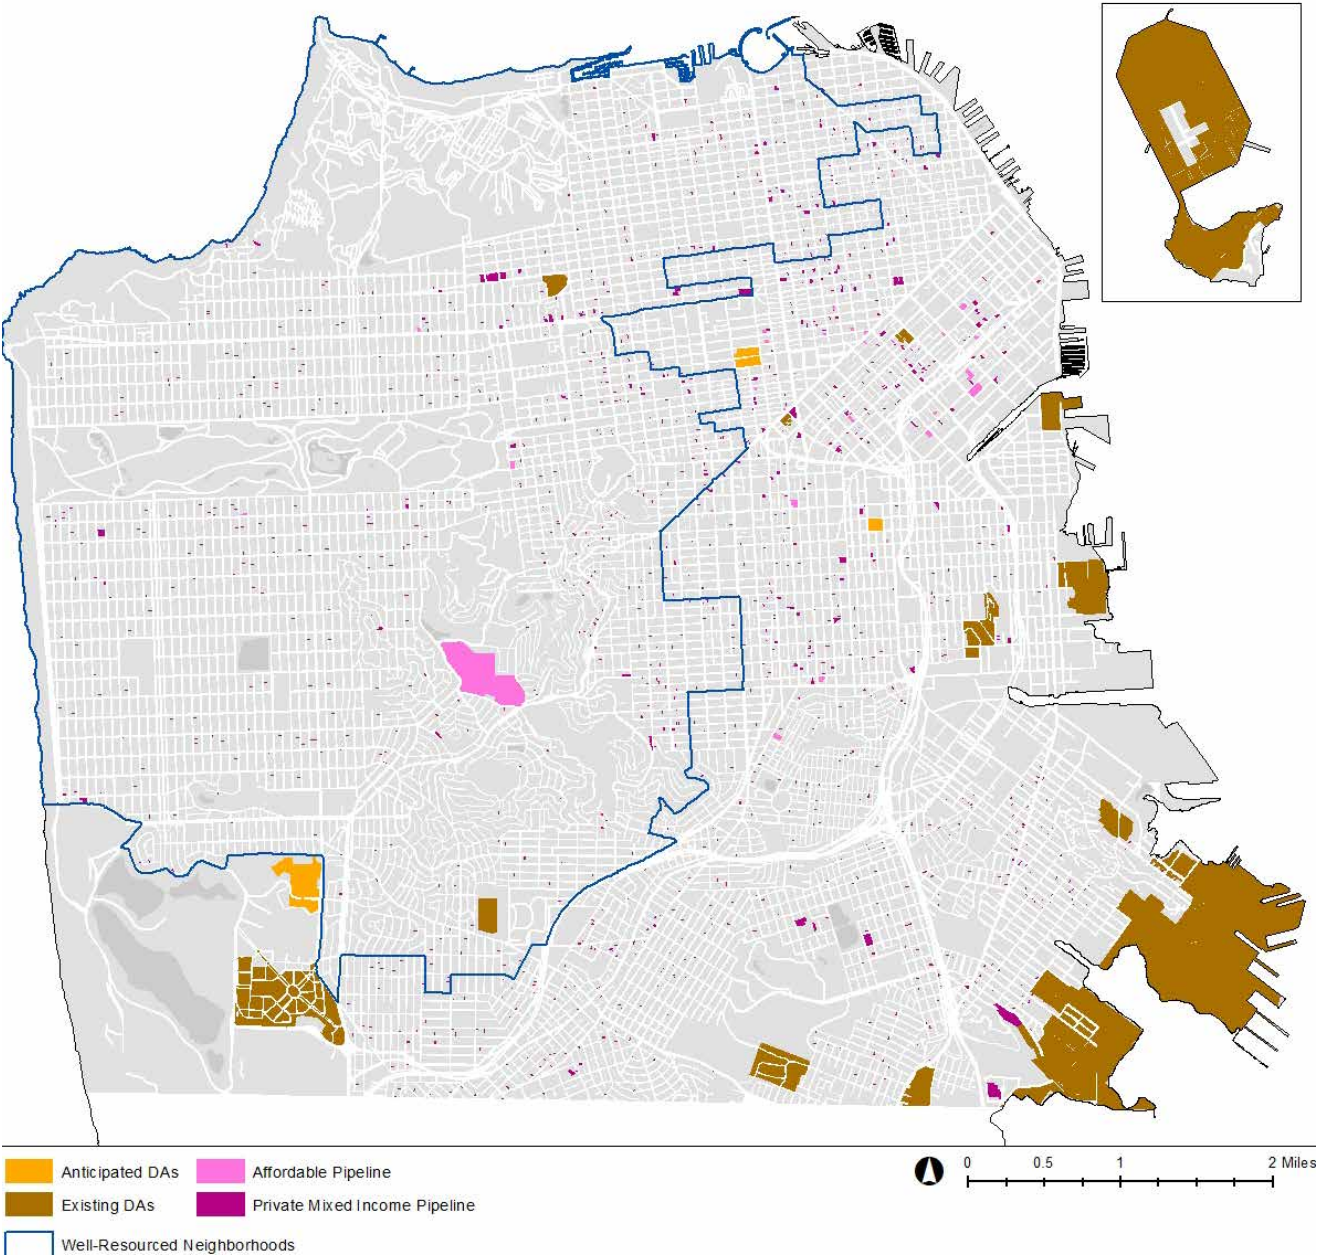 Anticipated DAs
Affordable Pipeline
Existing DAs
Private Mixed Income Pipeline
Well-Resourced Neighborhoods
0 0.5 1 2 Miles